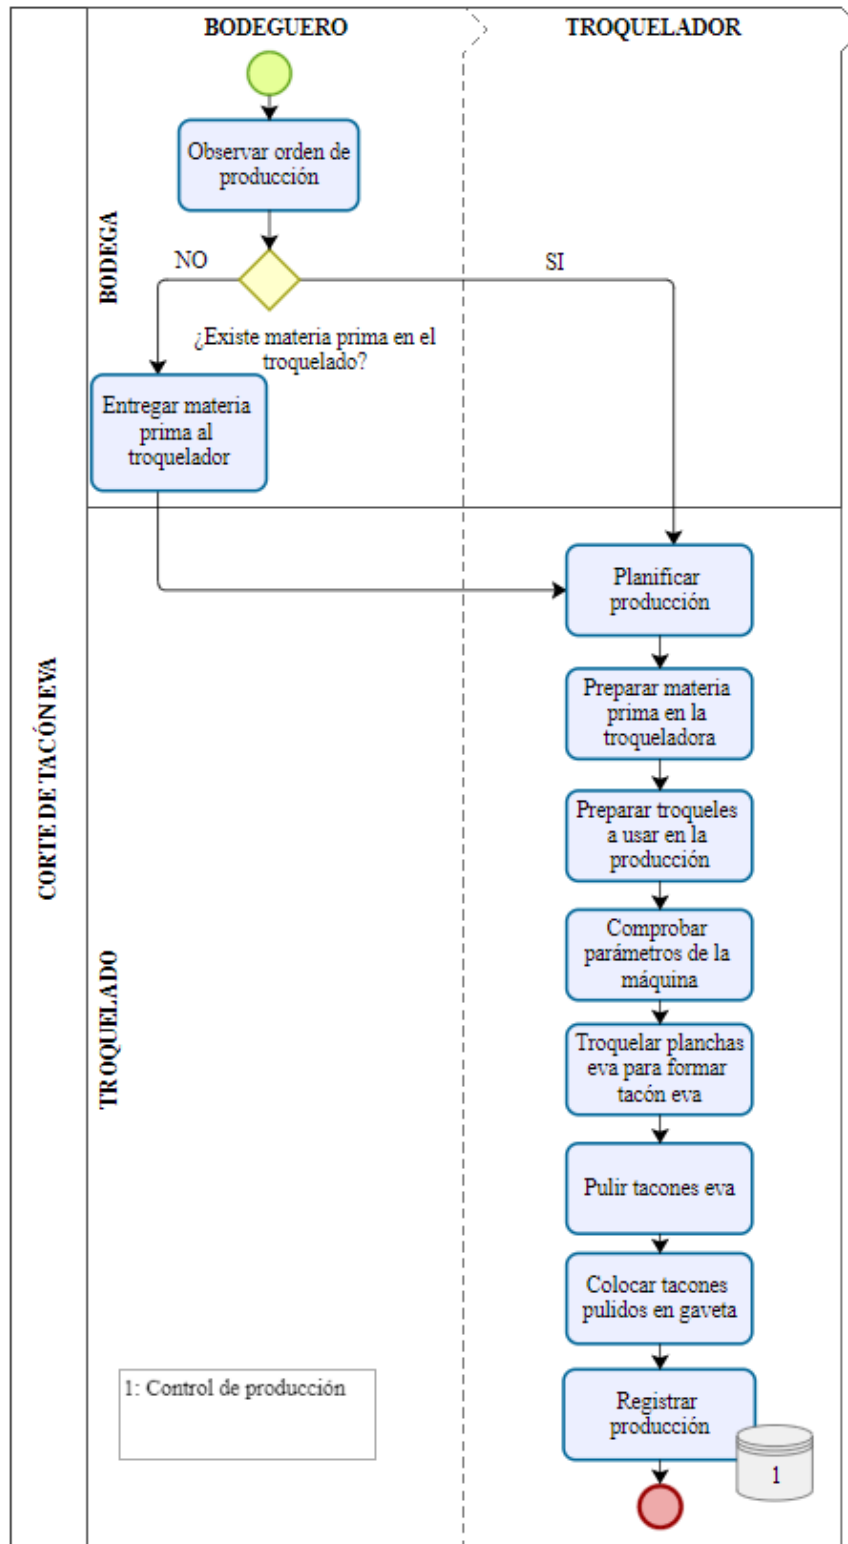 BODEGUERO
TROQUELADOR
CORTE DE TACÓN EVA
BODEGA
Observar orden de
producción
NO
SI
¿Existe materia prima en el
troquelado?
Entregar materia
prima al
troquelador
TROQUELADO
Planificar
producción
Preparar materia
prima en la
troqueladora
Preparar troqueles
a usar en la
producción
Comprobar
parámetros de la
máquina
Troquelar planchas
eva para formar
tacón eva
Pulir tacones eva
Colocar tacones
pulidos en gaveta
Registrar
producción
1
1: Control de producción